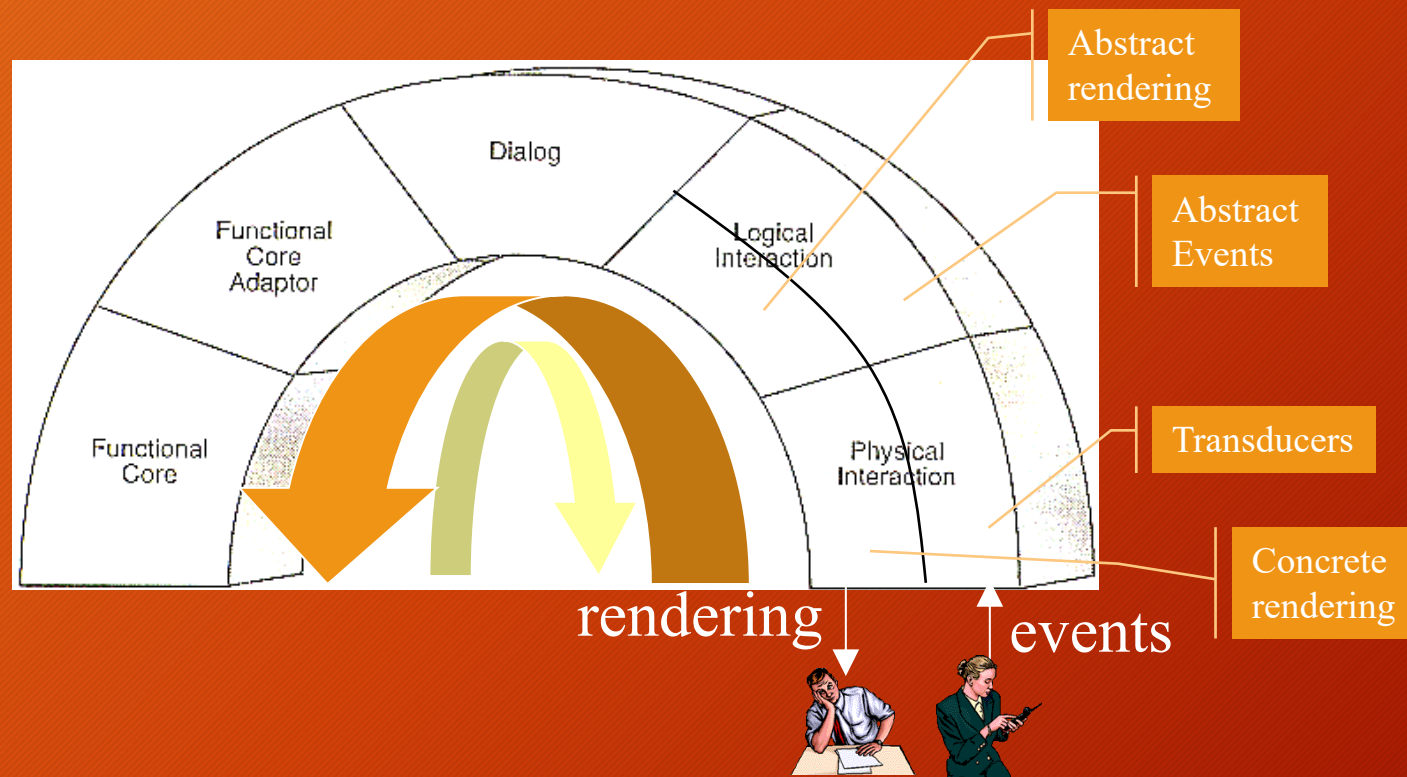 Abstract
rendering
Dialog
Abstract
Events
Functional
Core
Adaptor
Logical
Interaction
Functional
Core
Physical
Interaction
Transducers
Concrete
rendering
rendering
events